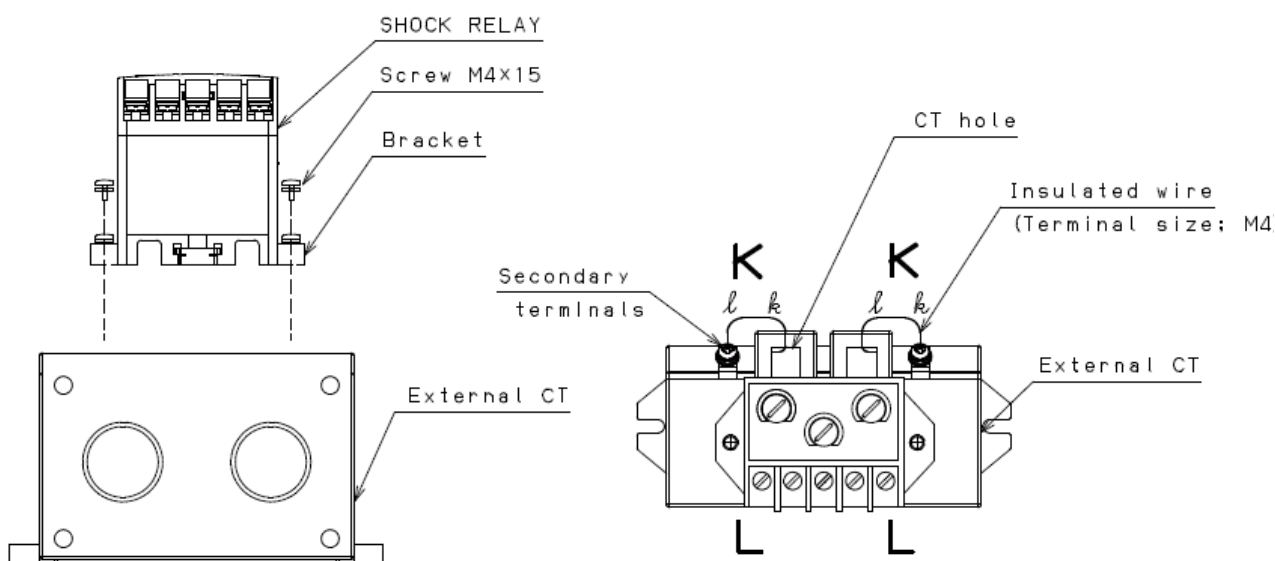 SHOCK RELAY
Screw M4×15
Bracket
External CT
CT hole
Insulated wire
(Terminal size; M4
K K
Secondary
terminals
ℓ k ℓ k
External CT
L L